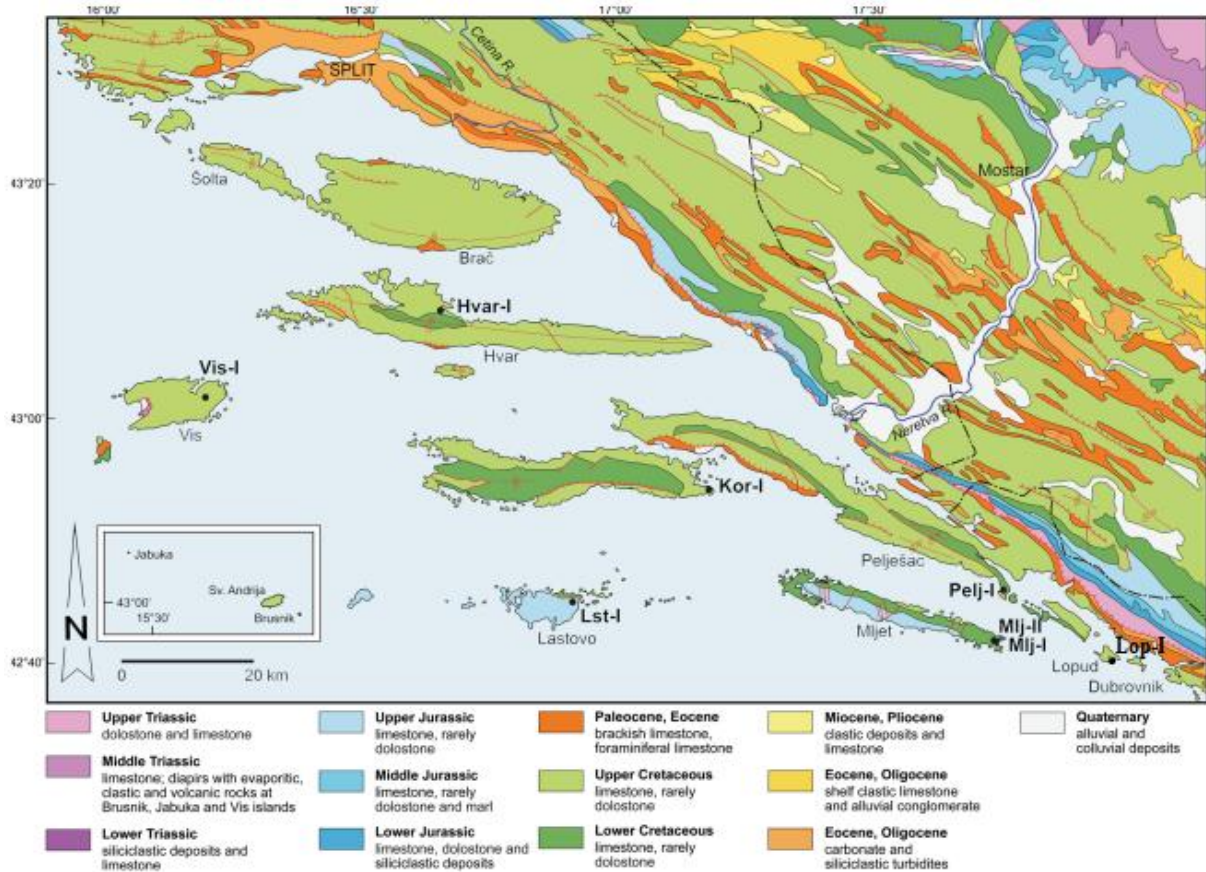 16°00'
16°30'
17°00'
17°30'
Cetina R.
SPLIT
43°20'
Mostar
Šolta
Brač
Hvar-I
Hvar
Vis-I
Vis
43°00'
Neretva R.
Kor-I
Pelješac
Jabuka
Sv. Andrija
43°00'
15°30'
Brusnik
Pelj-I
Lst-I
Lastovo
Mljet
Mlj-II
Mlj-I
Lop-I
Lopud
Dubrovnik
N
42°40'
0
20 km
Upper Triassic
dolostone and limestone
Middle Triassic
limestone; diapirs with evaporitic,
clastic and volcanic rocks at
Brusnik, Jabuka and Vis islands
Lower Triassic
siliciclastic deposits and
limestone
Upper Jurassic
limestone, rarely
dolostone
Middle Jurassic
limestone, rarely
dolostone and marl
Lower Jurassic
limestone, dolostone and
siliciclastic deposits
Paleocene, Eocene
brackish limestone,
foraminiferal limestone
Upper Cretaceous
limestone, rarely
dolostone
Lower Cretaceous
limestone, rarely
dolostone
Miocene, Pliocene
clastic deposits and
limestone
Eocene, Oligocene
shelf clastic limestone
and alluvial conglomerate
Eocene, Oligocene
carbonate and
siliciclastic turbidites
Quaternary
alluvial and
colluvial deposits